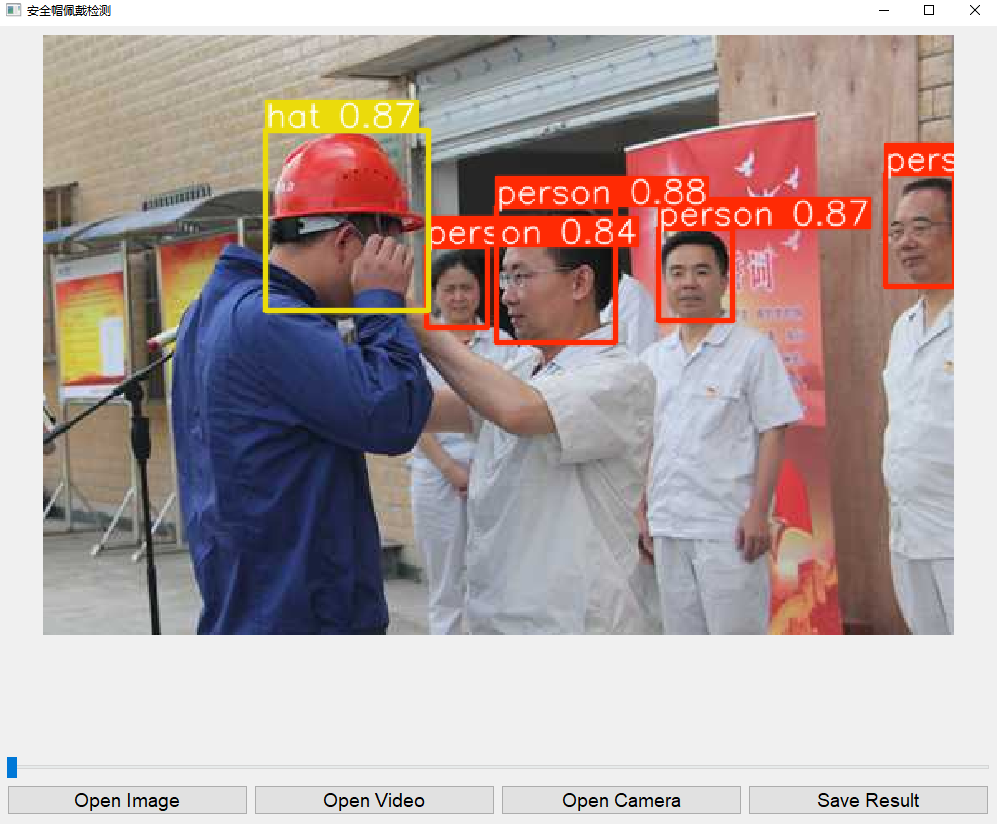 安全帽佩戴检测
hat 0.87
person 0.88
person 0.87
person 0.84
pers
Open Image
Open Video
Open Camera
Save Result